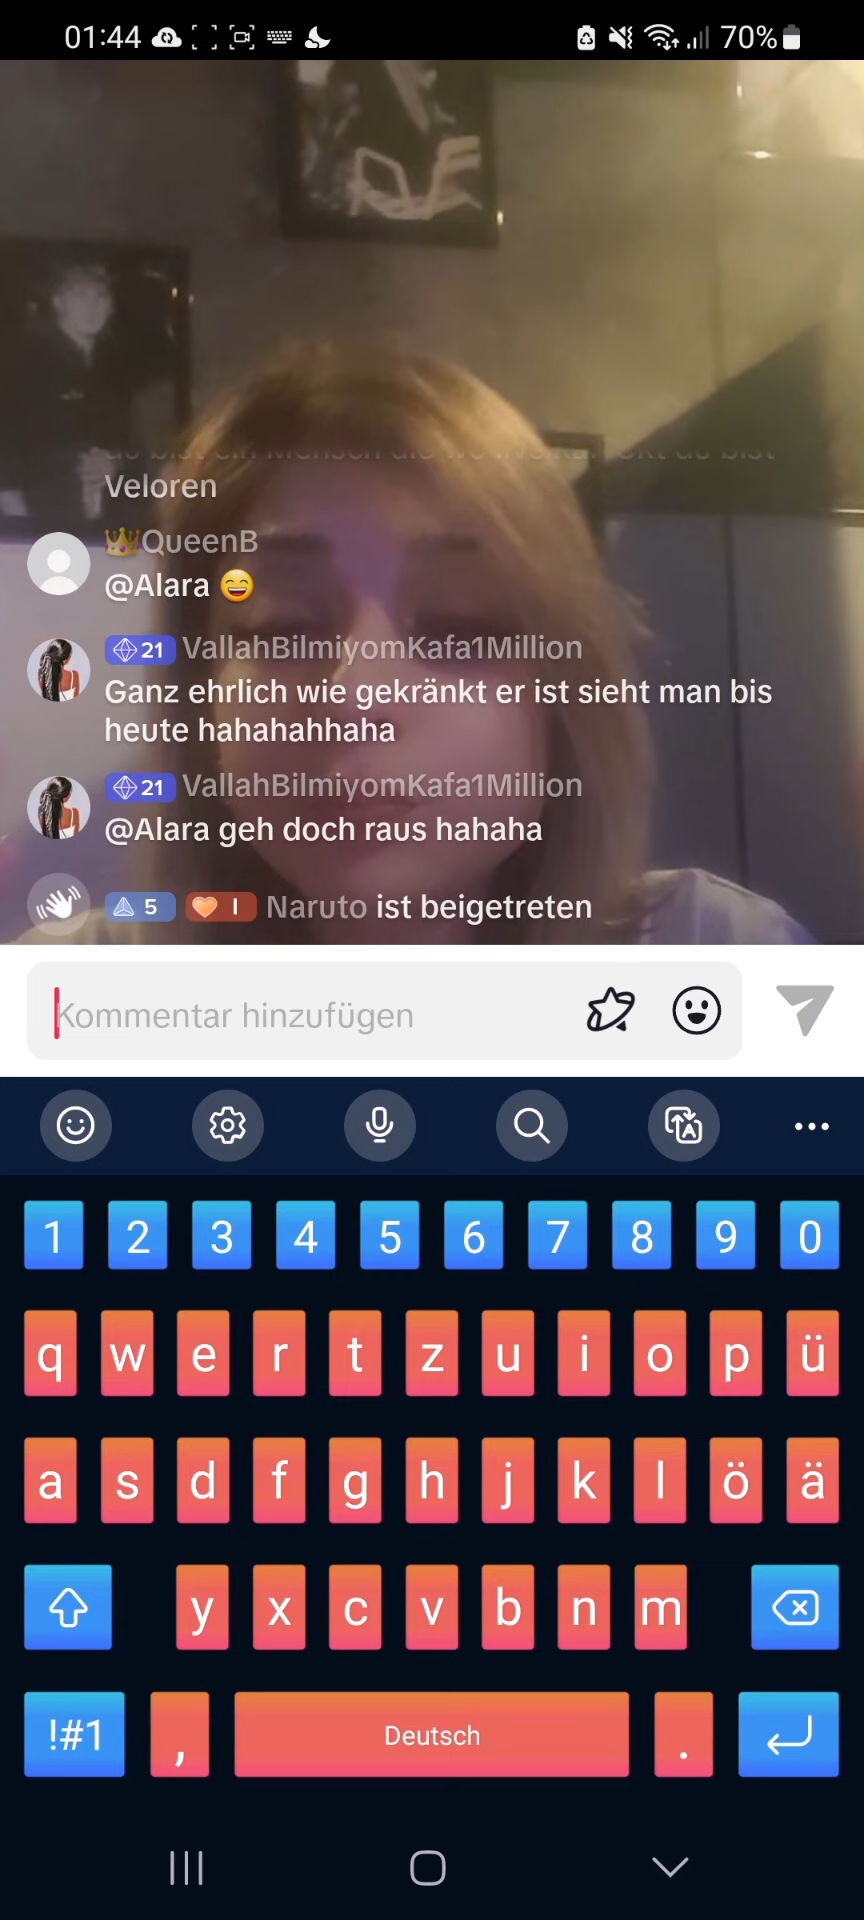 01:44 70%
Veloren
👑QueenB
@Alara 😄
21 VallahBilmiyomKafa1Million
Ganz ehrlich wie gekränkt er ist sieht man bis
heute hahahahhaha
21 VallahBilmiyomKafa1Million
@Alara geh doch raus hahaha
5 I Naruto ist beigetreten
Kommentar hinzufügen
1 2 3 4 5 6 7 8 9 0
q w e r t z u i o p ü
a s d f g h j k l ö ä
y x c v b n m
!#1 , Deutsch .